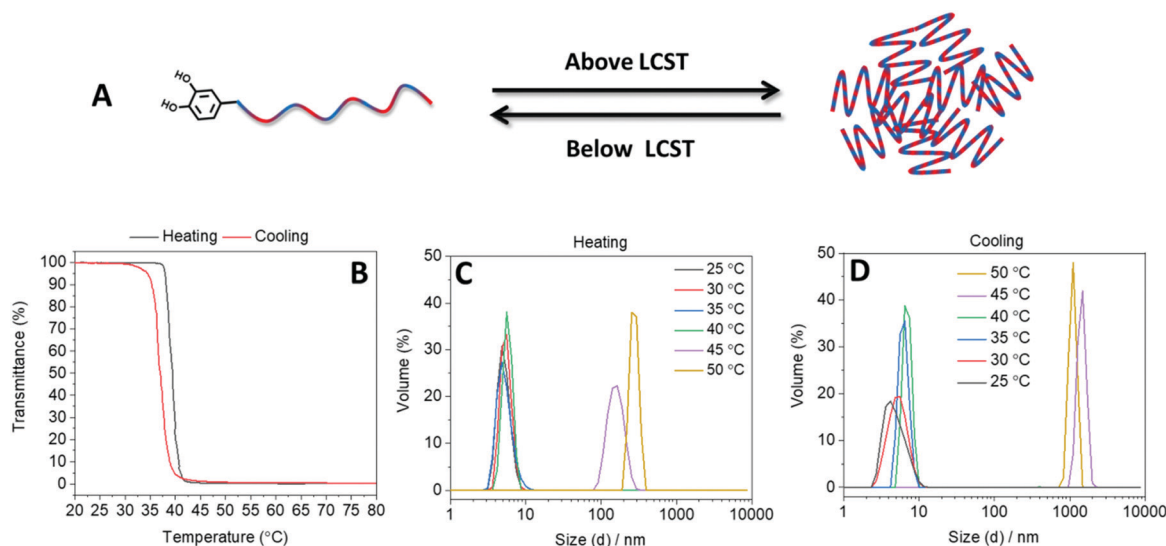 A
HO
HO
Above LCST
Below LCST
Heating
Cooling
B
Transmittance (%)
100
90
80
70
60
50
40
30
20
10
0
20 25 30 35 40 45 50 55 60 65 70 75 80
Temperature (°C)
Heating
C
25 °C
30 °C
35 °C
40 °C
45 °C
50 °C
Volume (%)
50
40
30
20
10
0
1 10 100 1000 10000
Size (d) / nm
Cooling
D
50 °C
45 °C
40 °C
35 °C
30 °C
25 °C
Volume (%)
50
40
30
20
10
0
1 10 100 1000 10000
Size (d) / nm